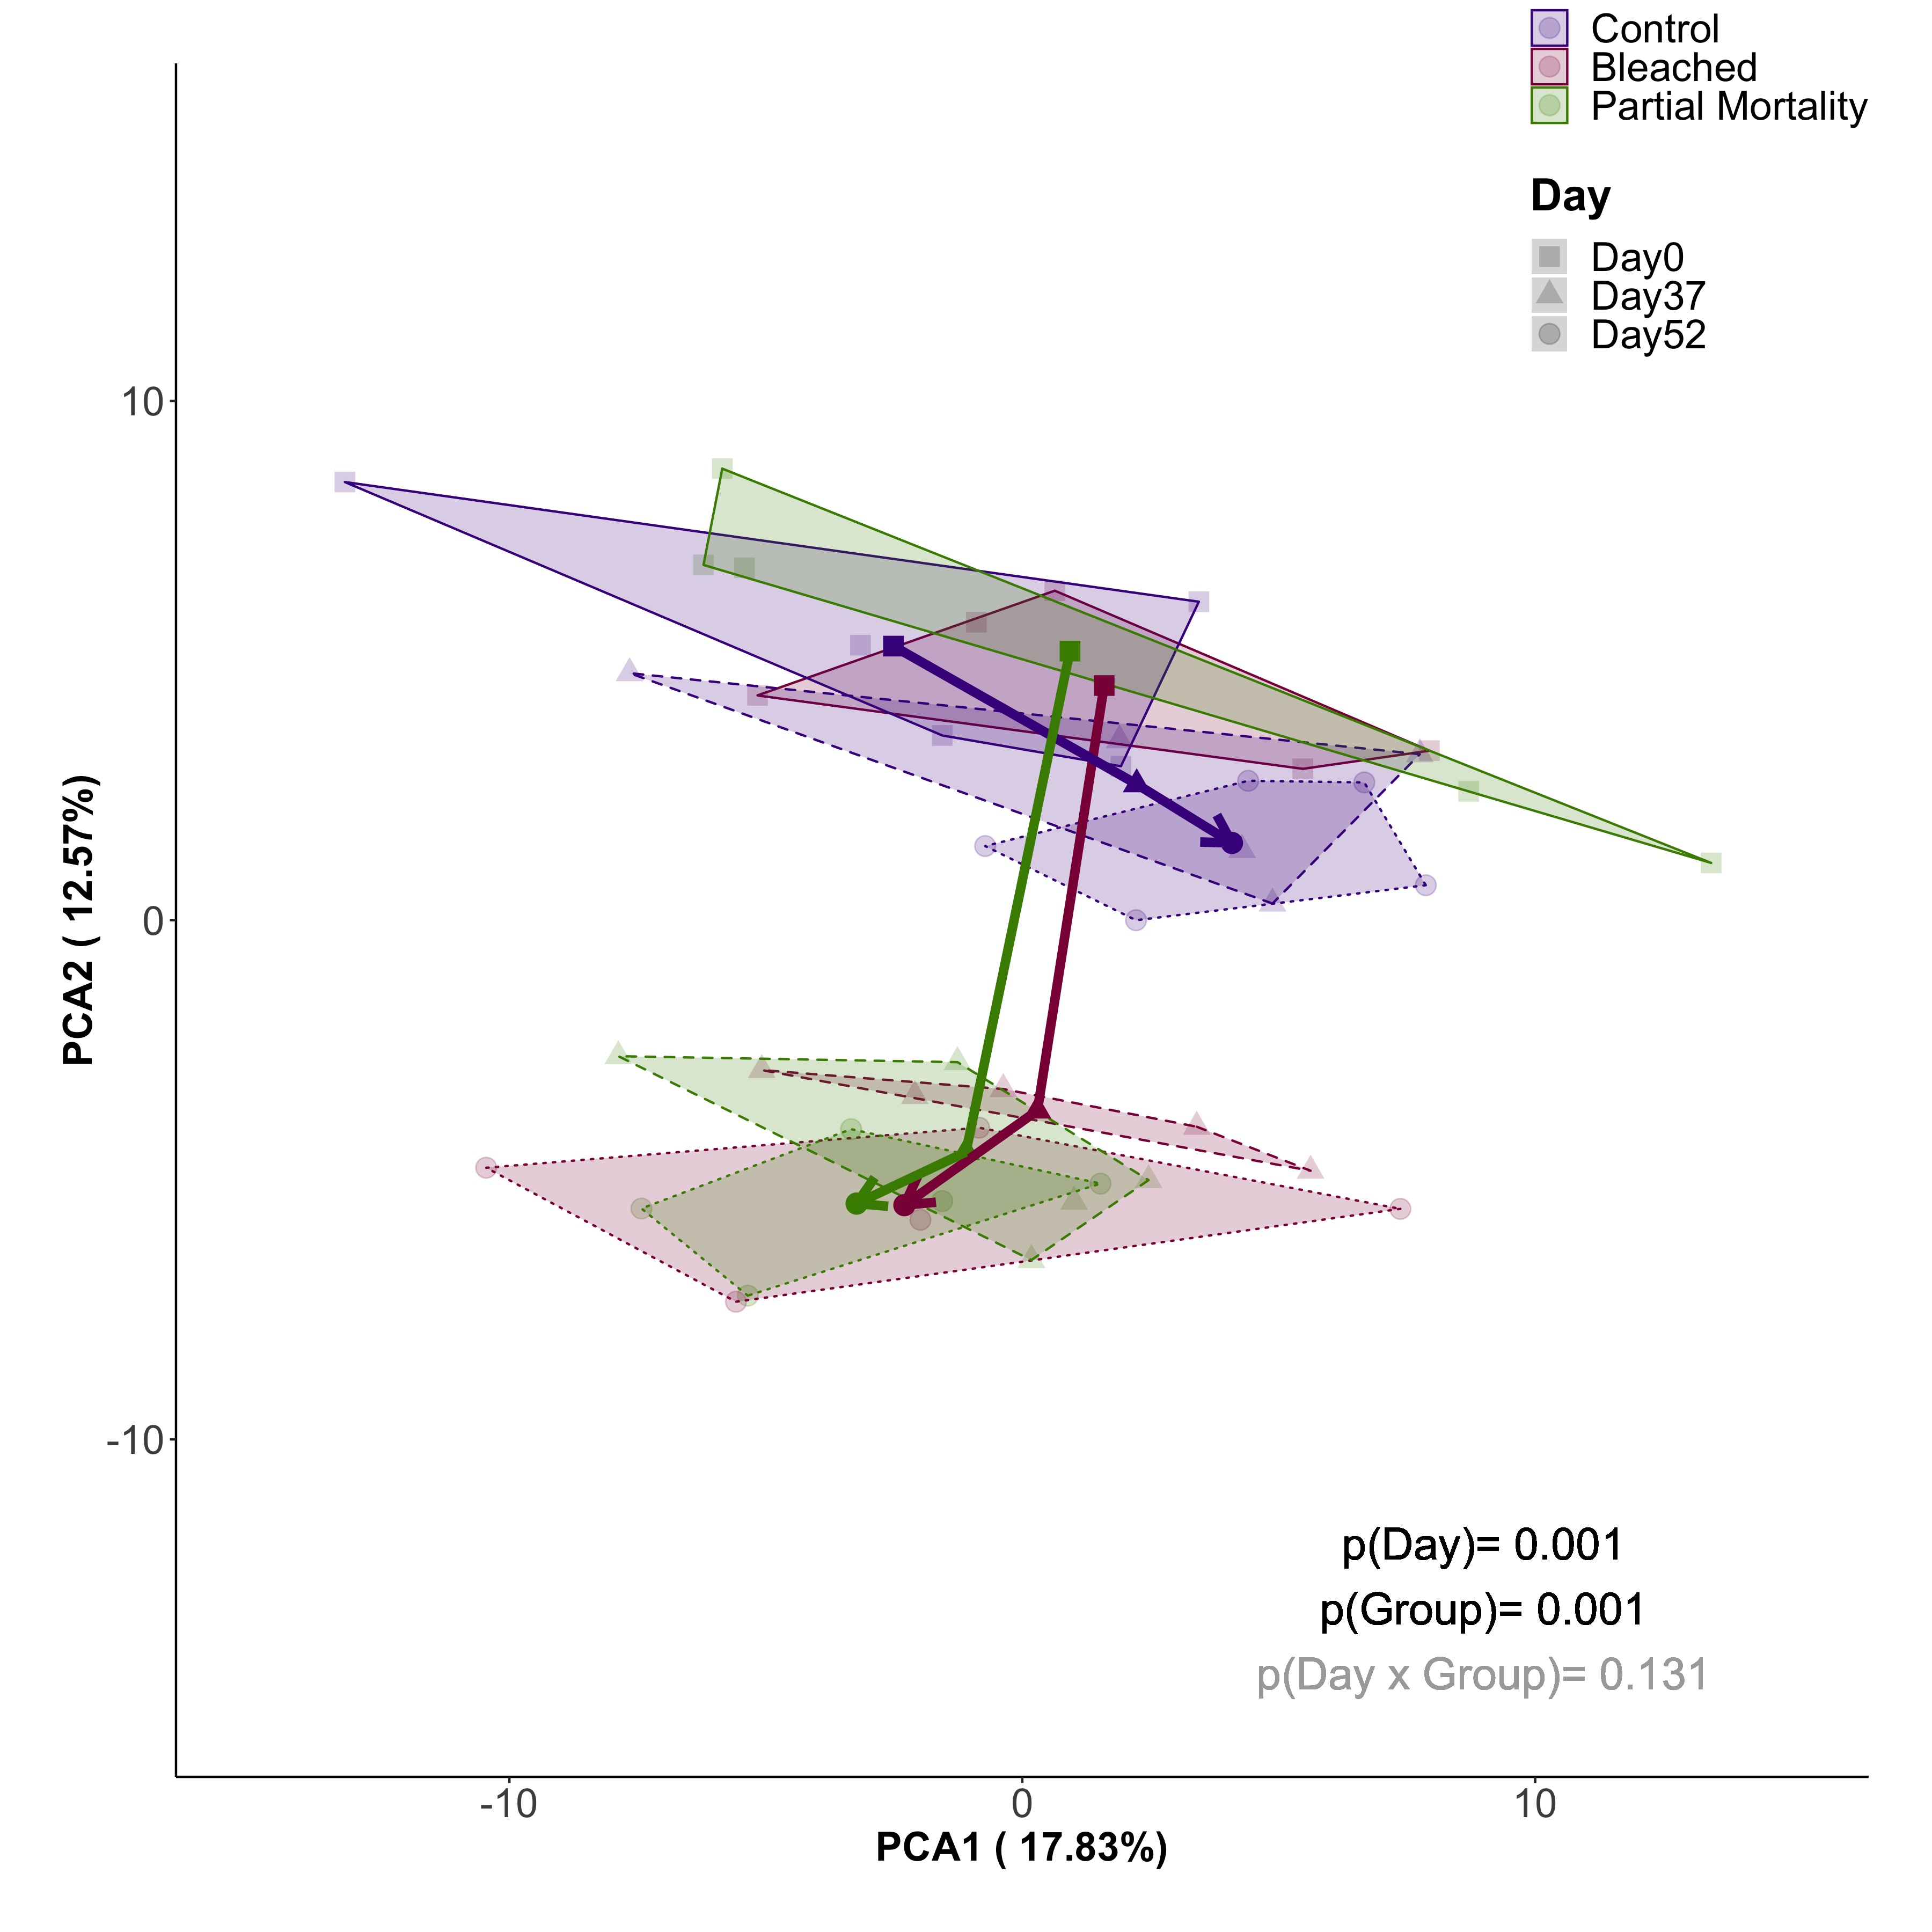 Control
Bleached
Partial Mortality
Day
Day0
Day37
Day52
10
0
-10
PCA2 ( 12.57%)
p(Day)= 0.001
p(Group)= 0.001
p(Day x Group)= 0.131
-10
0
10
PCA1 ( 17.83%)